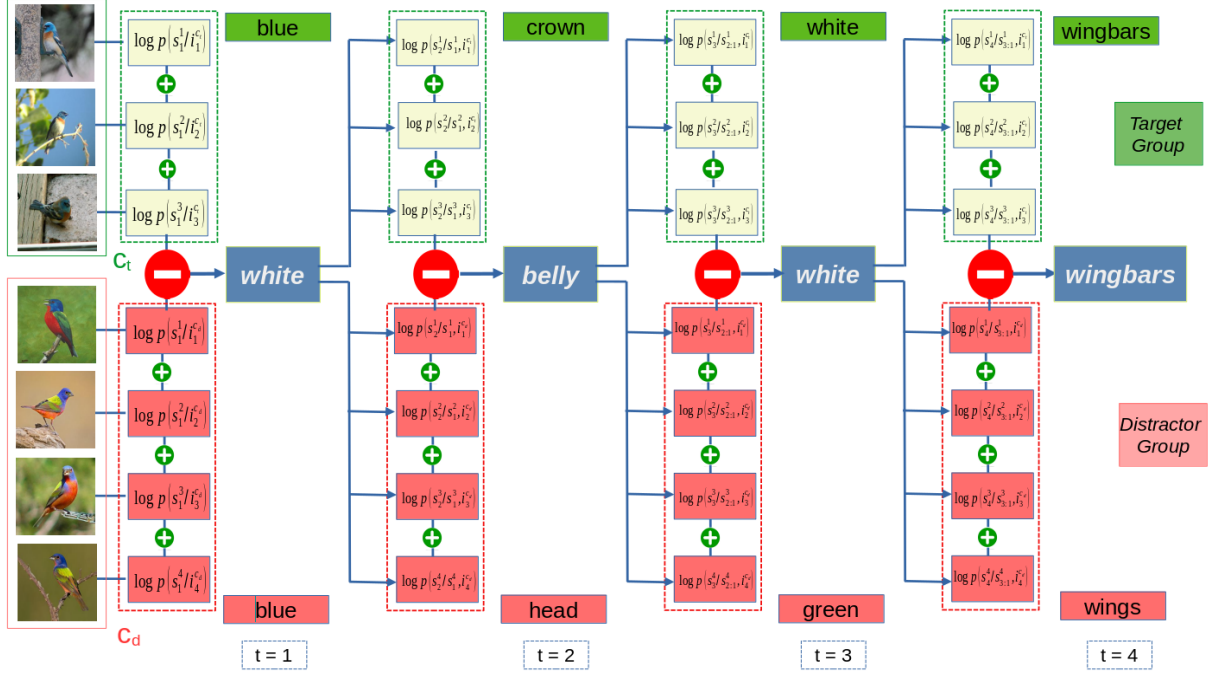 blue
crown
white
wingbars
log p(s_1^1/i_1^{c_t})
log p(s_2^1/s_1^1, i_1^{c_t})
log p(s_3^1/s_{2:1}^1, i_1^{c_t})
log p(s_4^1/s_{3:1}^1, i_1^{c_t})
log p(s_1^2/i_2^{c_t})
log p(s_2^2/s_1^2, i_2^{c_t})
log p(s_3^2/s_{2:1}^2, i_2^{c_t})
log p(s_4^2/s_{3:1}^2, i_2^{c_t})
Target
Group
log p(s_1^3/i_3^{c_t})
log p(s_2^3/s_1^3, i_3^{c_t})
log p(s_3^3/s_{2:1}^3, i_3^{c_t})
log p(s_4^3/s_{3:1}^3, i_3^{c_t})
c_t
white
belly
white
wingbars
log p(s_1^1/i_1^{c_d})
log p(s_2^1/s_1^1, i_1^{c_d})
log p(s_3^1/s_{2:1}^1, i_1^{c_d})
log p(s_4^1/s_{3:1}^1, i_1^{c_d})
log p(s_1^2/i_2^{c_d})
log p(s_2^2/s_1^2, i_2^{c_d})
log p(s_3^2/s_{2:1}^2, i_2^{c_d})
log p(s_4^2/s_{3:1}^2, i_2^{c_d})
Distractor
Group
log p(s_1^3/i_3^{c_d})
log p(s_2^3/s_1^3, i_3^{c_d})
log p(s_3^3/s_{2:1}^3, i_3^{c_d})
log p(s_4^3/s_{3:1}^3, i_3^{c_d})
log p(s_1^4/i_4^{c_d})
log p(s_2^4/s_1^4, i_4^{c_d})
log p(s_3^4/s_{2:1}^4, i_4^{c_d})
log p(s_4^4/s_{3:1}^4, i_4^{c_d})
c_d
blue
head
green
wings
t = 1
t = 2
t = 3
t = 4